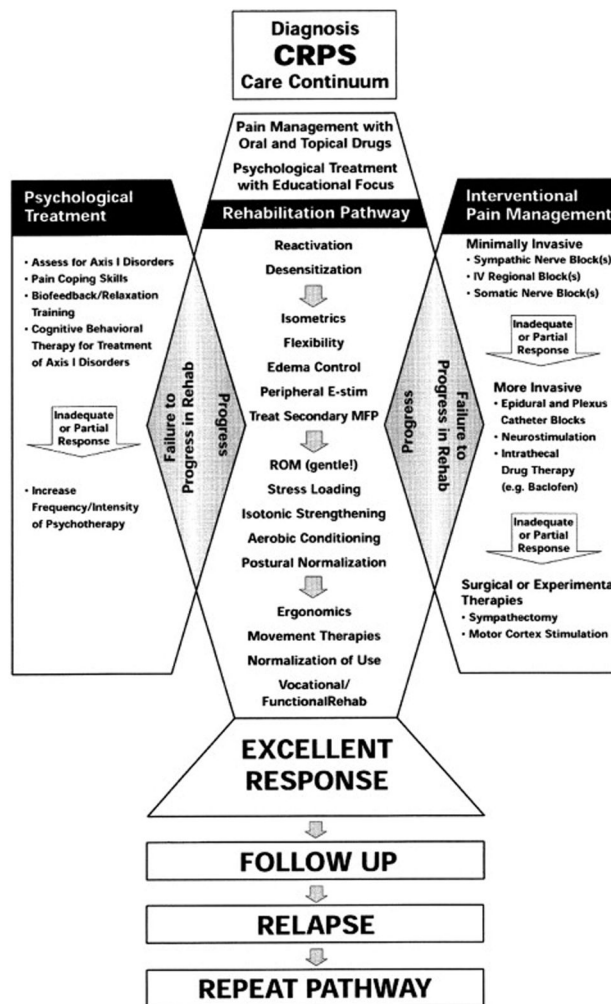 Diagnosis
CRPS
Care Continuum
Pain Management with
Oral and Topical Drugs
Psychological Treatment
with Educational Focus
Psychological
Treatment
• Assess for Axis I Disorders
• Pain Coping Skills
• Biofeedback/Relaxation
Training
• Cognitive Behavioral
Therapy for Treatment
of Axis I Disorders
Inadequate
or Partial
Response
• Increase
Frequency/Intensity
of Psychotherapy
Failure to
Progress in Rehab
Progress
Rehabilitation Pathway
Reactivation
Desensitization
Isometrics
Flexibility
Edema Control
Peripheral E-stim
Treat Secondary MFP
ROM (gentle!)
Stress Loading
Isotonic Strengthening
Aerobic Conditioning
Postural Normalization
Ergonomics
Movement Therapies
Normalization of Use
Vocational/
FunctionalRehab
Progress
Failure to
Progress in Rehab
Interventional
Pain Management
Minimally Invasive
• Sympathic Nerve Block(s)
• IV Regional Block(s)
• Somatic Nerve Block(s)
Inadequate
or Partial
Response
More Invasive
• Epidural and Plexus
Catheter Blocks
• Neurostimulation
• Intrathecal
Drug Therapy
(e.g. Baclofen)
Inadequate
or Partial
Response
Surgical or Experimenta
Therapies
• Sympathectomy
• Motor Cortex Stimulation
EXCELLENT
RESPONSE
FOLLOW UP
RELAPSE
REPEAT PATHWAY